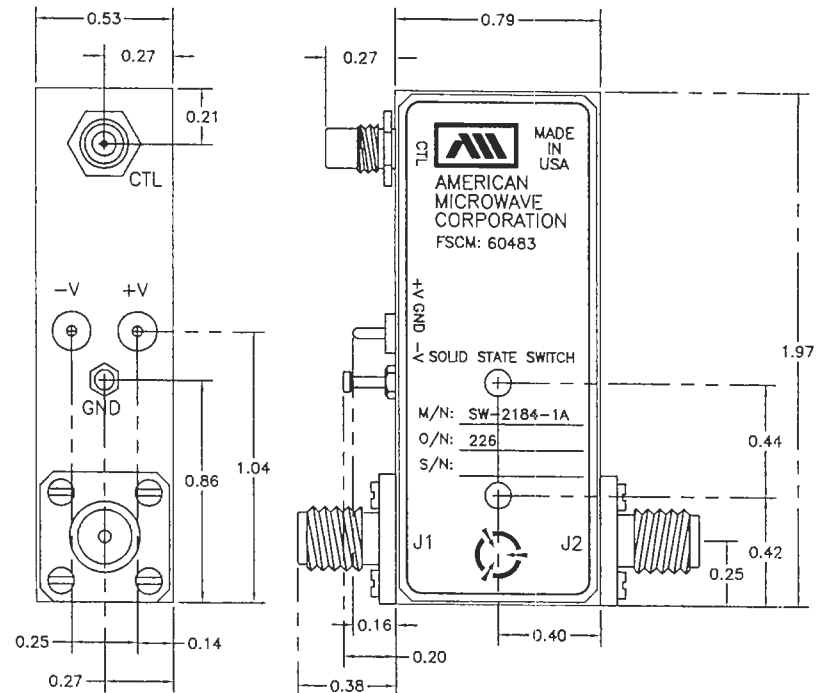 0.53
0.27
0.21
CTL
-V +V
GND
0.86
1.04
0.25
0.14
0.27
0.79
0.27
CTL
MADE
IN
USA
AMERICAN
MICROWAVE
CORPORATION
FSCM: 60483
+V GND -V
SOLID STATE SWITCH
M/N: SW-2184-1A
O/N: 226
S/N:
J1 J2
1.97
0.44
0.42
0.25
0.16
0.40
0.20
0.38